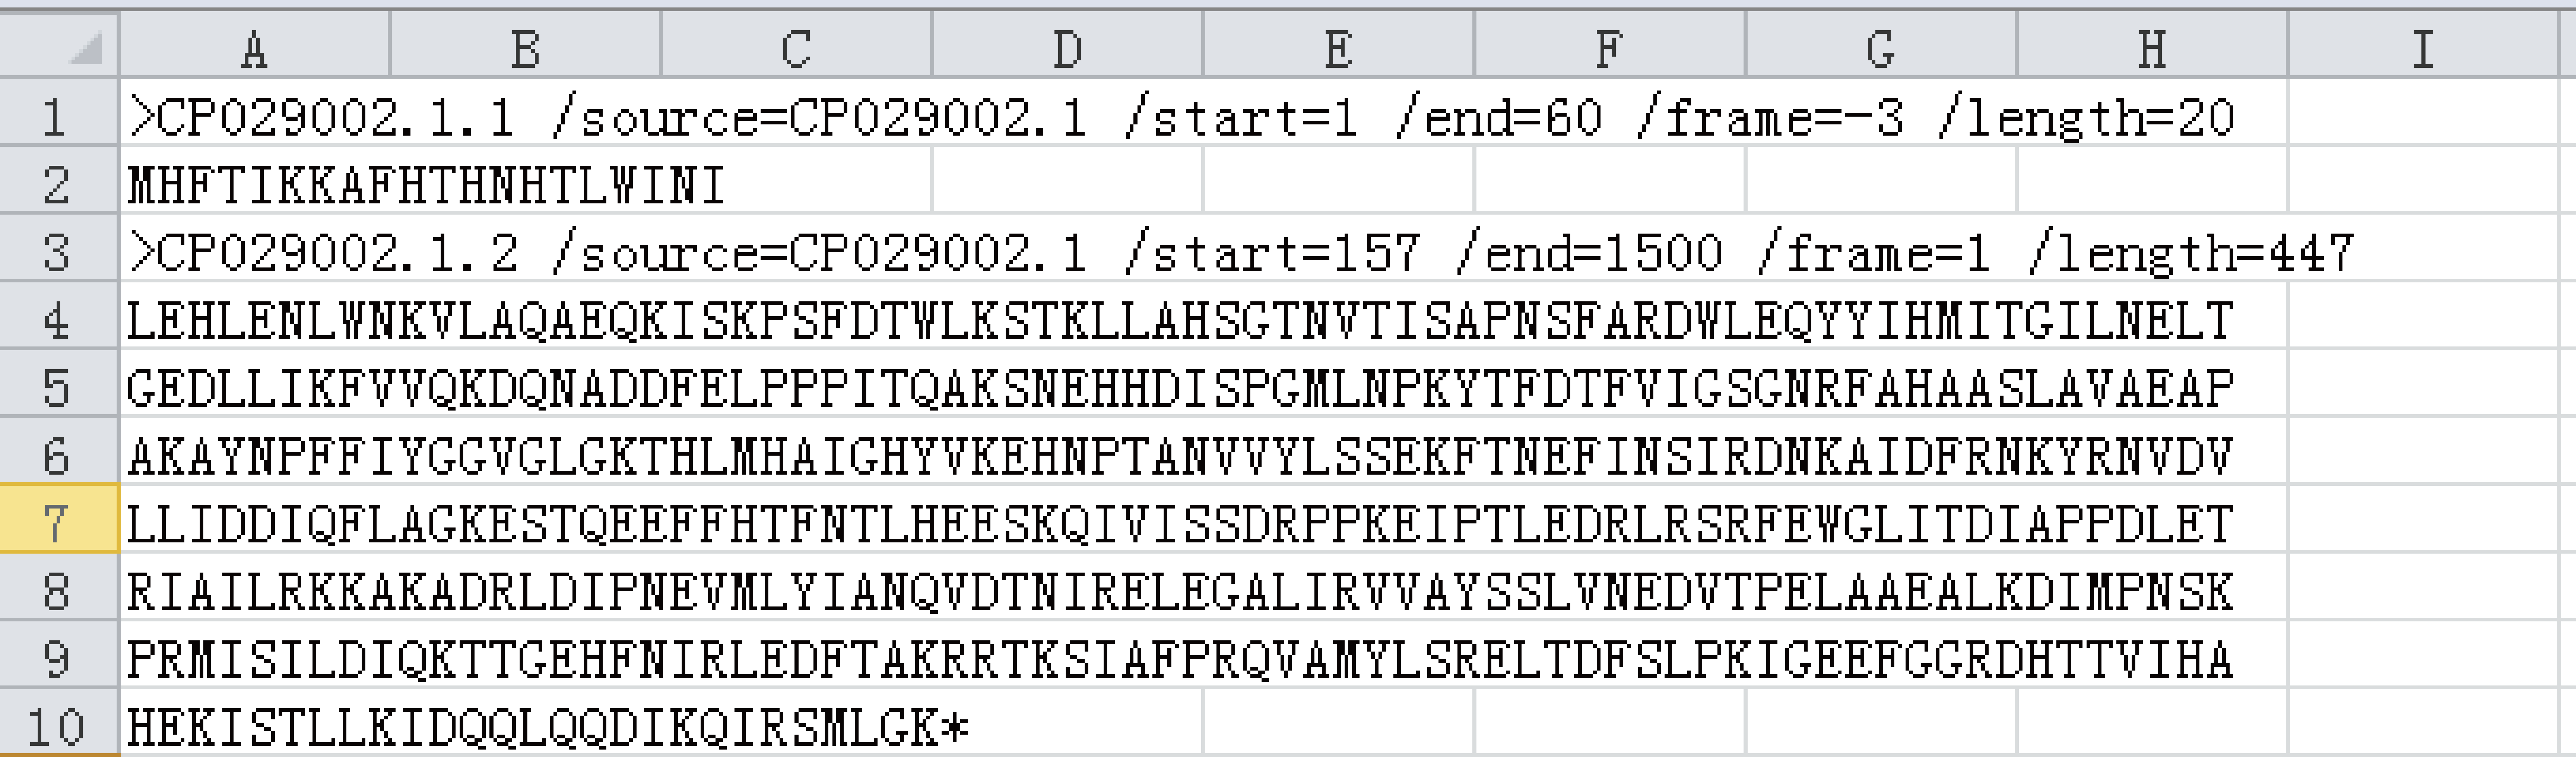 A B C D E F G H I
1 >CP029002.1.1 /source=CP029002.1 /start=1 /end=60 /frame=-3 /length=20
2 MHFTIKKAFHTHNHTLWINI
3 >CP029002.1.2 /source=CP029002.1 /start=157 /end=1500 /frame=1 /length=447
4 LEHLENLWNKVLAQAEQKISKPSFDTWLKSTKLLAHSGTNVTISAPNSFARDWLEQYYIHMITGILNELT
5 GEDLLIKFVVQKDQNADDFELPPPITQAKSNEHHDISPGMLNPKYTFDTFVIGSGNRFAHAASLAVAEAP
6 AKAYNPFFIYGGVGLGKTHLMHAIGHYVKEHNPTANVVYLSSEKFTNEFINSIRDNKAIDFRNKYRNVDV
7 LLIDDIQFLAGKESTQEEFFHTFNTLHEESKQIVISSDRPPKEIPTLEDRLRSRFEWGLITDIAPPDLET
8 RIAILRKKAKADRLDIPNEVMLYIANQVDTNIRELEGALIRVVAYSSLVNEDVTPELAAEALKDIMPNSK
9 PRMISILDIQKTTGEHFNIRLEDFTAKRRTKSIAFPRQVAMYLSRELTDFSLPKIGEEFGGRDHTTVIHA
10 HEKISTLLKIDQQLQQDIKQIRSMLGK*